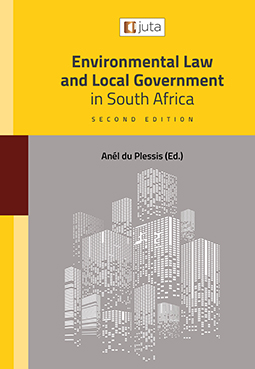 juta
Environmental Law
and Local Government
in South Africa
SECOND EDITION
Anél du Plessis (Ed.)